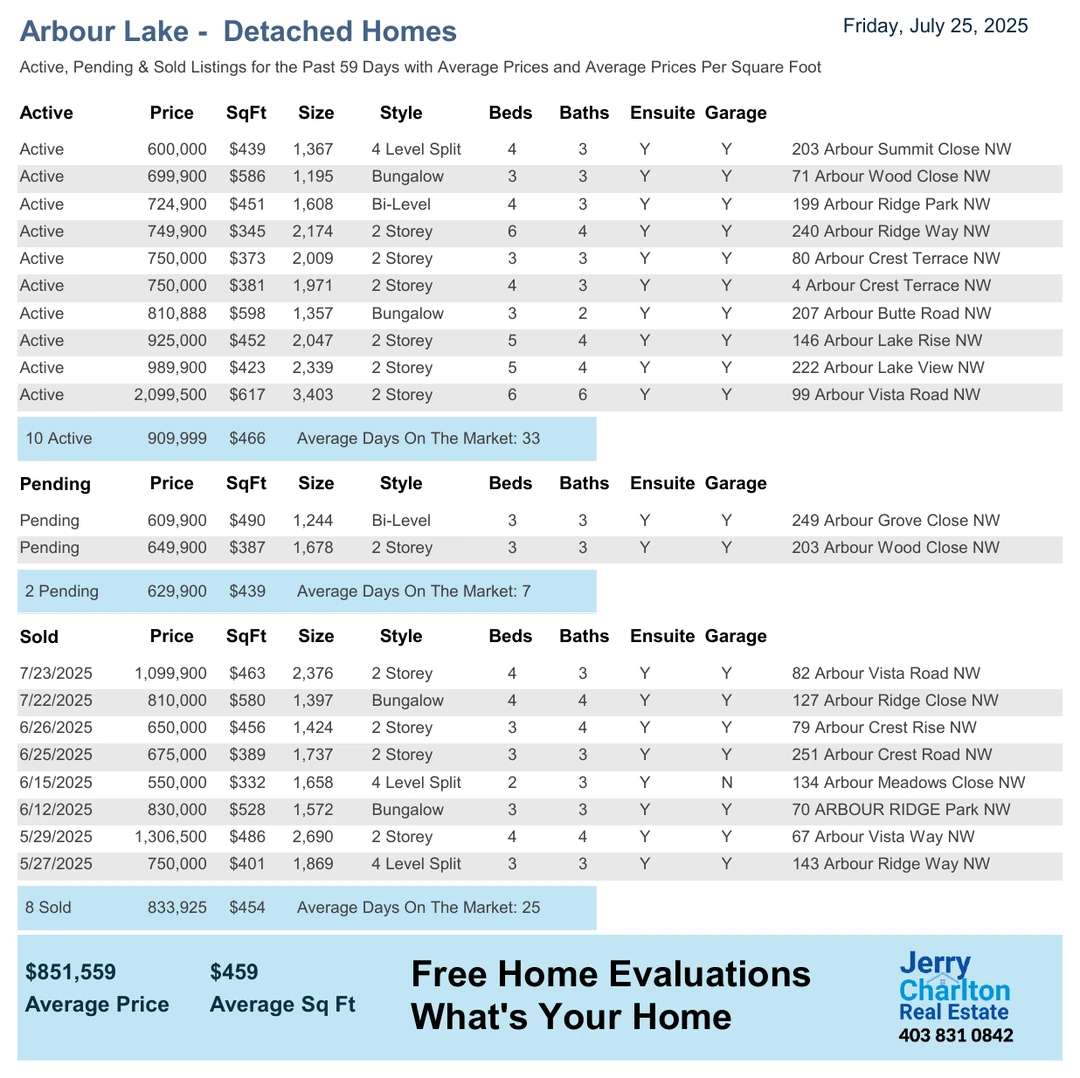 Arbour Lake - Detached Homes
Friday, July 25, 2025
Active, Pending & Sold Listings for the Past 59 Days with Average Prices and Average Prices Per Square Foot
Active Price SqFt Size Style Beds Baths Ensuite Garage
Active 600,000 $439 1,367 4 Level Split 4 3 Y Y 203 Arbour Summit Close NW
Active 699,900 $586 1,195 Bungalow 3 3 Y Y 71 Arbour Wood Close NW
Active 724,900 $451 1,608 Bi-Level 4 3 Y Y 199 Arbour Ridge Park NW
Active 749,900 $345 2,174 2 Storey 6 4 Y Y 240 Arbour Ridge Way NW
Active 750,000 $373 2,009 2 Storey 3 3 Y Y 80 Arbour Crest Terrace NW
Active 750,000 $381 1,971 2 Storey 4 3 Y Y 4 Arbour Crest Terrace NW
Active 810,888 $598 1,357 Bungalow 3 2 Y Y 207 Arbour Butte Road NW
Active 925,000 $452 2,047 2 Storey 5 4 Y Y 146 Arbour Lake Rise NW
Active 989,900 $423 2,339 2 Storey 5 4 Y Y 222 Arbour Lake View NW
Active 2,099,500 $617 3,403 2 Storey 6 6 Y Y 99 Arbour Vista Road NW
10 Active 909,999 $466 Average Days On The Market: 33
Pending Price SqFt Size Style Beds Baths Ensuite Garage
Pending 609,900 $490 1,244 Bi-Level 3 3 Y Y 249 Arbour Grove Close NW
Pending 649,900 $387 1,678 2 Storey 3 3 Y Y 203 Arbour Wood Close NW
2 Pending 629,900 $439 Average Days On The Market: 7
Sold Price SqFt Size Style Beds Baths Ensuite Garage
7/23/2025 1,099,900 $463 2,376 2 Storey 4 3 Y Y 82 Arbour Vista Road NW
7/22/2025 810,000 $580 1,397 Bungalow 4 4 Y Y 127 Arbour Ridge Close NW
6/26/2025 650,000 $456 1,424 2 Storey 3 4 Y Y 79 Arbour Crest Rise NW
6/25/2025 675,000 $389 1,737 2 Storey 3 3 Y Y 251 Arbour Crest Road NW
6/15/2025 550,000 $332 1,658 4 Level Split 2 3 Y N 134 Arbour Meadows Close NW
6/12/2025 830,000 $528 1,572 Bungalow 3 3 Y Y 70 ARBOUR RIDGE Park NW
5/29/2025 1,306,500 $486 2,690 2 Storey 4 4 Y Y 67 Arbour Vista Way NW
5/27/2025 750,000 $401 1,869 4 Level Split 3 3 Y Y 143 Arbour Ridge Way NW
8 Sold 833,925 $454 Average Days On The Market: 25
$851,559 $459
Average Price Average Sq Ft
Free Home Evaluations
What's Your Home
Jerry
Charlton
Real Estate
403 831 0842